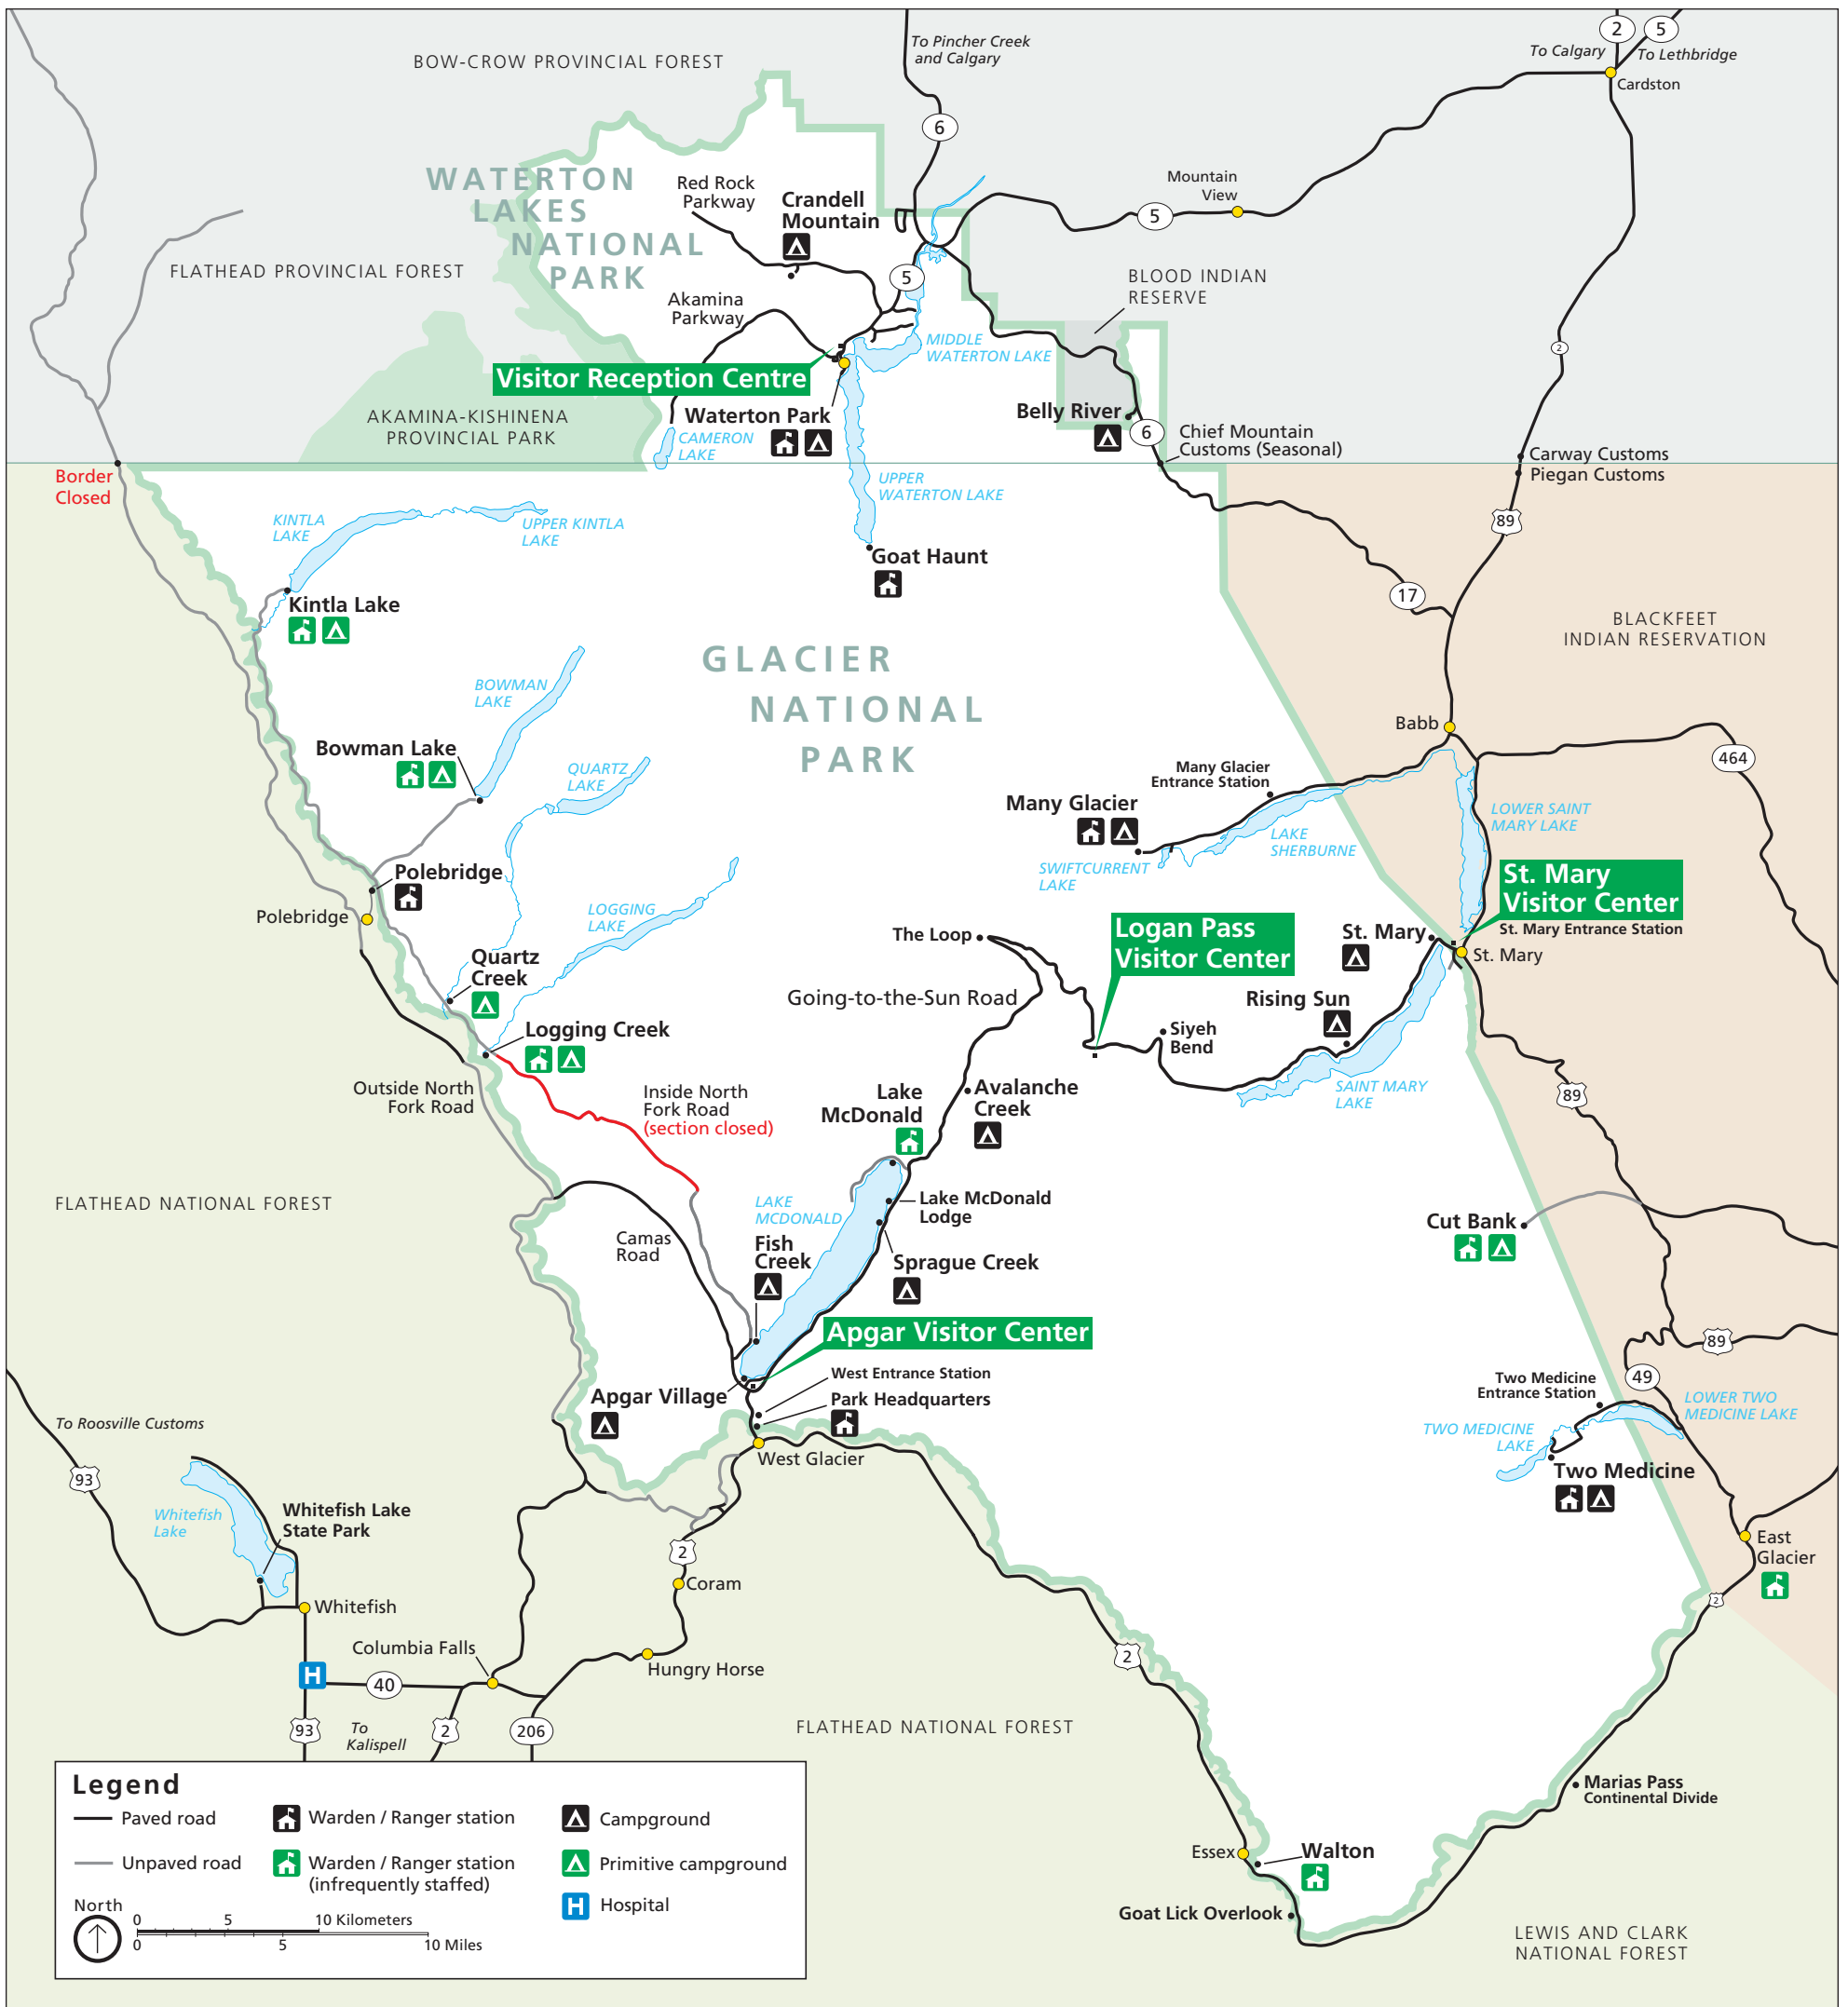 To Pincher Creek
and Calgary
2
5
To Calgary
To Lethbridge
Cardston
BOW-CROW PROVINCIAL FOREST
6
WATERTON
LAKES
NATIONAL
PARK
Red Rock
Parkway
Crandell
Mountain
Mountain
View
5
FLATHEAD PROVINCIAL FOREST
5
BLOOD INDIAN
RESERVE
Akamina
Parkway
MIDDLE
WATERTON LAKE
2
Visitor Reception Centre
AKAMINA-KISHINENA
PROVINCIAL PARK
Waterton Park
CAMERON
LAKE
Belly River
6
Chief Mountain
Customs (Seasonal)
Carway Customs
Piegan Customs
Border
Closed
UPPER
WATERTON LAKE
KINTLA
LAKE
UPPER KINTLA
LAKE
89
Goat Haunt
Kintla Lake
17
BLACKFEET
INDIAN RESERVATION
GLACIER
NATIONAL
PARK
BOWMAN
LAKE
Babb
Bowman Lake
QUARTZ
LAKE
Many Glacier
Entrance Station
464
Many Glacier
LOWER SAINT
MARY LAKE
LAKE
SHERBURNE
SWIFTCURRENT
LAKE
Polebridge
St. Mary
Visitor Center
St. Mary Entrance Station
Polebridge
LOGGING
LAKE
The Loop
Logan Pass
Visitor Center
St. Mary
St. Mary
Quartz
Creek
Going-to-the-Sun Road
Rising Sun
Logging Creek
Siyeh
Bend
Outside North
Fork Road
Inside North
Fork Road
(section closed)
Lake
McDonald
Avalanche
Creek
SAINT MARY
LAKE
89
FLATHEAD NATIONAL FOREST
LAKE
MCDONALD
Lake McDonald
Lodge
Camas
Road
Fish
Creek
Sprague Creek
Cut Bank
Apgar Visitor Center
89
West Entrance Station
Park Headquarters
Apgar Village
Two Medicine
Entrance Station
49
LOWER TWO
MEDICINE LAKE
To Roosville Customs
TWO MEDICINE
LAKE
West Glacier
Two Medicine
93
Whitefish
Lake
Whitefish Lake
State Park
2
East
Glacier
Coram
2
Whitefish
Columbia Falls
Hungry Horse
2
H
40
93
To
Kalispell
2
206
FLATHEAD NATIONAL FOREST
Marias Pass
Continental Divide
Essex
Walton
Goat Lick Overlook
LEWIS AND CLARK
NATIONAL FOREST
Legend
Paved road
Warden / Ranger station
Campground
Unpaved road
Warden / Ranger station
(infrequently staffed)
Primitive campground
H Hospital
North
0 5 10 Kilometers
0 5 10 Miles